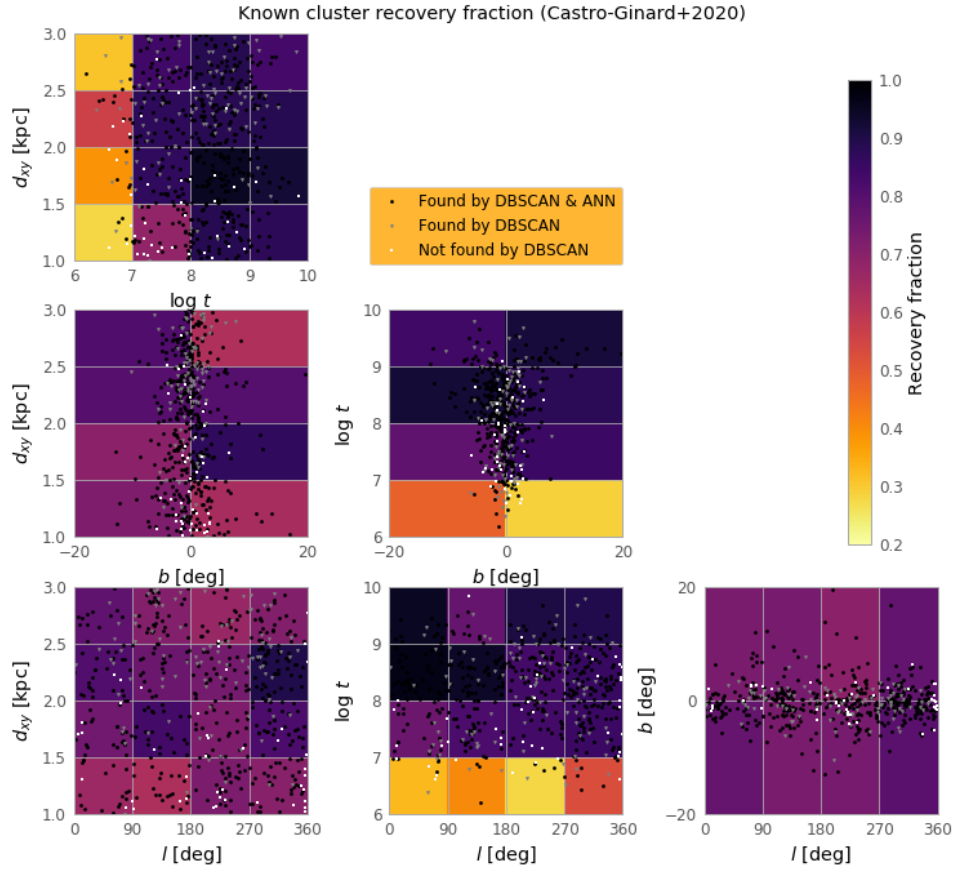 Known cluster recovery fraction (Castro-Ginard+2020)
3.0
2.5
2.0
1.5
1.0
d_xy [kpc]
6 7 8 9 10
log t
Found by DBSCAN & ANN
Found by DBSCAN
Not found by DBSCAN
1.0
0.9
0.8
0.7
0.6
0.5
0.4
0.3
0.2
Recovery fraction
3.0
2.5
2.0
1.5
1.0
d_xy [kpc]
−20 0 20
b [deg]
10
9
8
7
6
log t
−20 0 20
b [deg]
3.0
2.5
2.0
1.5
1.0
d_xy [kpc]
0 90 180 270 360
l [deg]
10
9
8
7
6
log t
0 90 180 270 360
l [deg]
20
0
−20
b [deg]
0 90 180 270 360
l [deg]